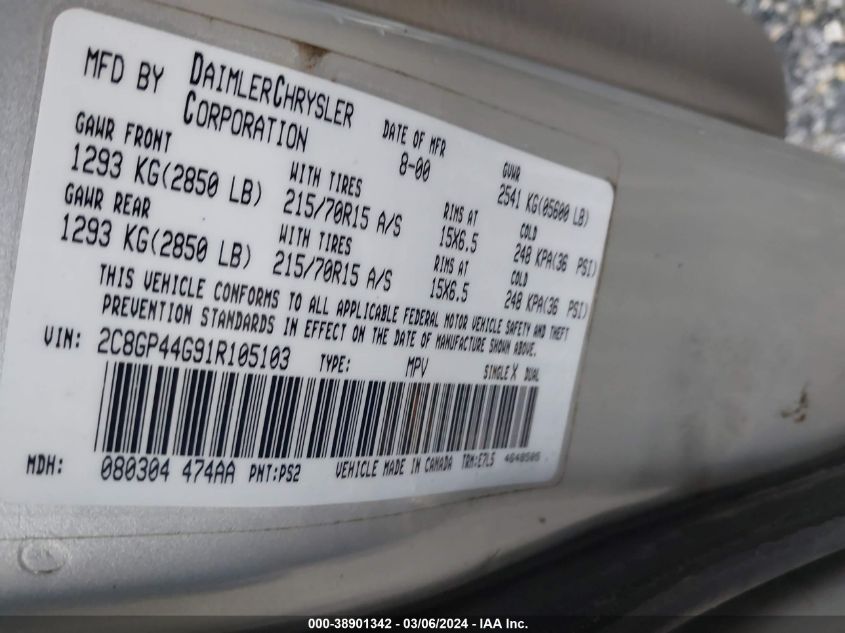 MFD BY DAIMLERCHRYSLER CORPORATION
DATE OF MFR 8-00
GVWR 2541 KG(05600 LB)
GAWR FRONT 1293 KG(2850 LB)
WITH TIRES 215/70R15 A/S
RIMS AT 15X6.5
COLD 248 KPA(36 PSI)
GAWR REAR 1293 KG(2850 LB)
WITH TIRES 215/70R15 A/S
RIMS AT 15X6.5
COLD 248 KPA(36 PSI)
THIS VEHICLE CONFORMS TO ALL APPLICABLE FEDERAL MOTOR VEHICLE SAFETY AND THEFT
PREVENTION STANDARDS IN EFFECT ON THE DATE OF MANUFACTURE SHOWN ABOVE.
VIN: 2C8GP44G91R105103 TYPE: MPV SINGLE X DUAL
MDH: 080304 474AA PNT:PS2 VEHICLE MADE IN CANADA TRM:E7L5 4648505
000-38901342 - 03/06/2024 - IAA Inc.